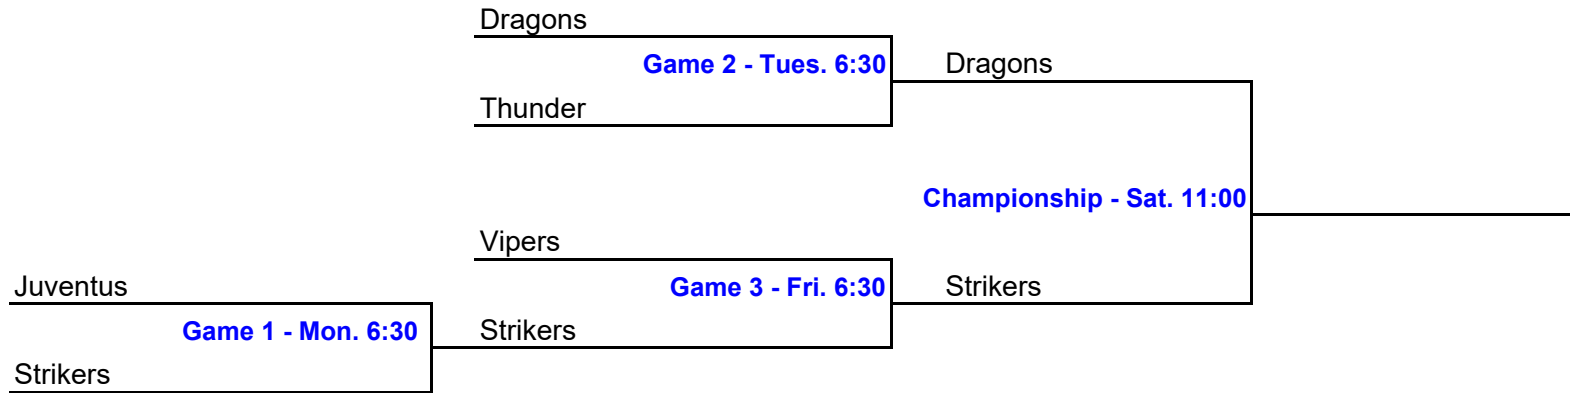 Dragons
Game 2 - Tues. 6:30
Dragons
Thunder
Championship - Sat. 11:00
Vipers
Juventus
Game 3 - Fri. 6:30
Strikers
Game 1 - Mon. 6:30
Strikers
Strikers